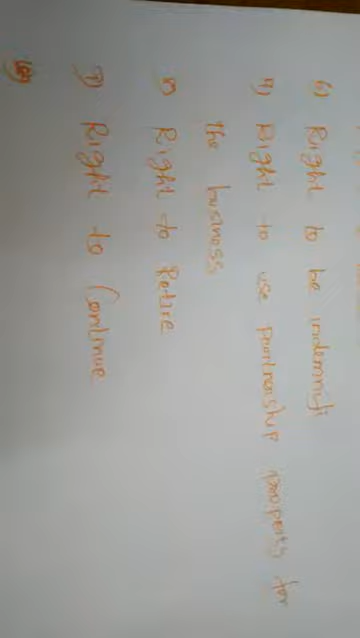 6) Right to be indemnifi
7) Right to use partnership property for
the business
8) Right to Retire
9) Right to Continue